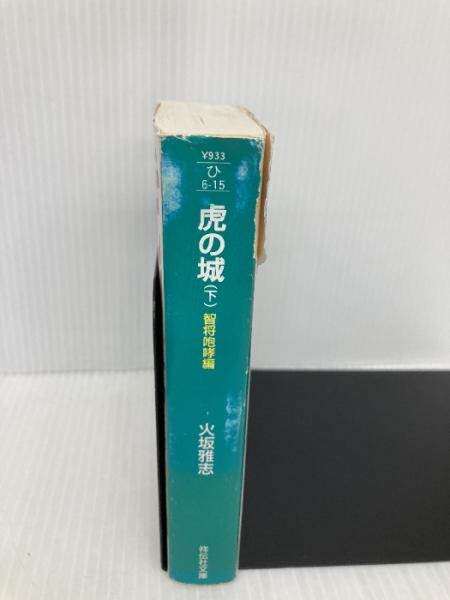 ¥933
ひ
6-15
虎の城(下)
智将咆哮編
火坂雅志
祥伝社文庫